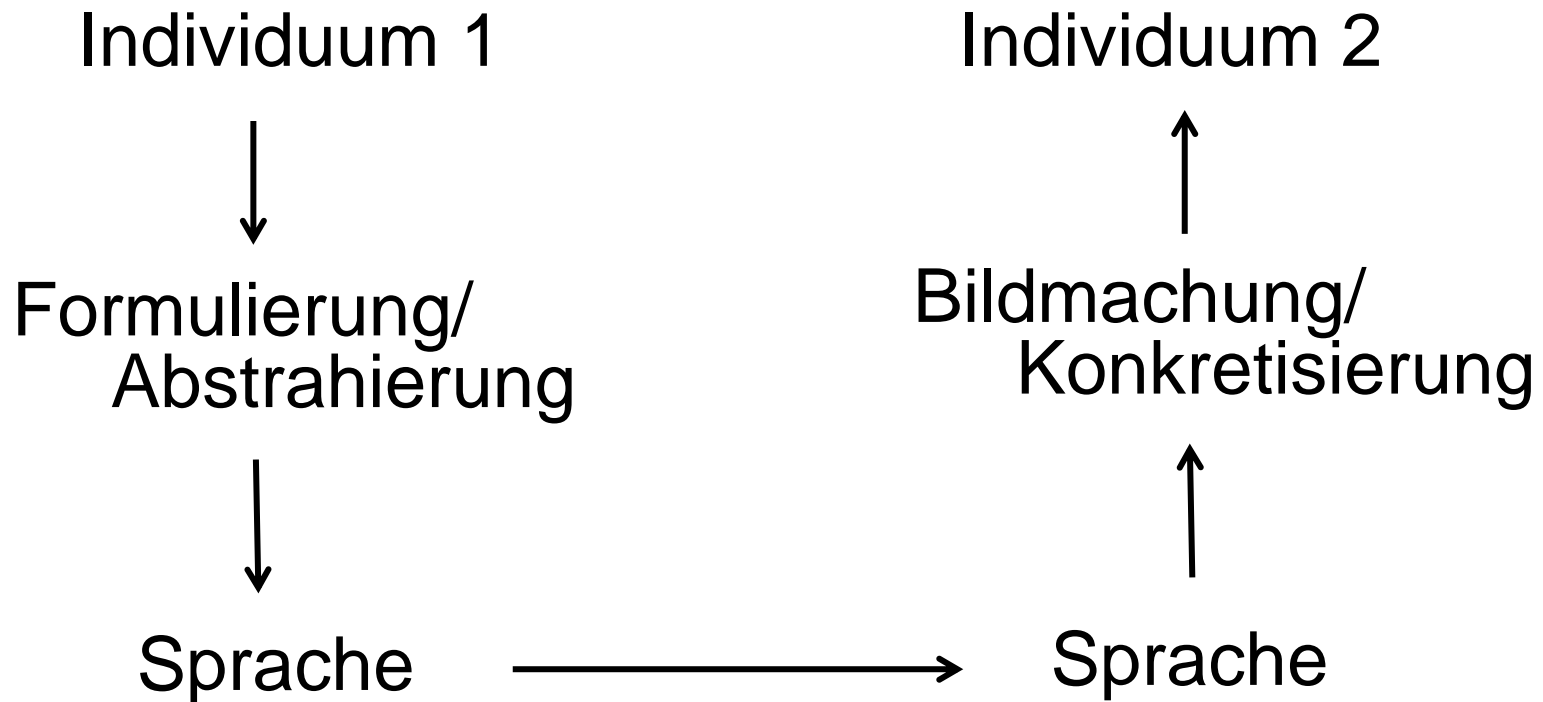 Individuum 1
Individuum 2
Formulierung/
Abstrahierung
Bildmachung/
Konkretisierung
Sprache
Sprache